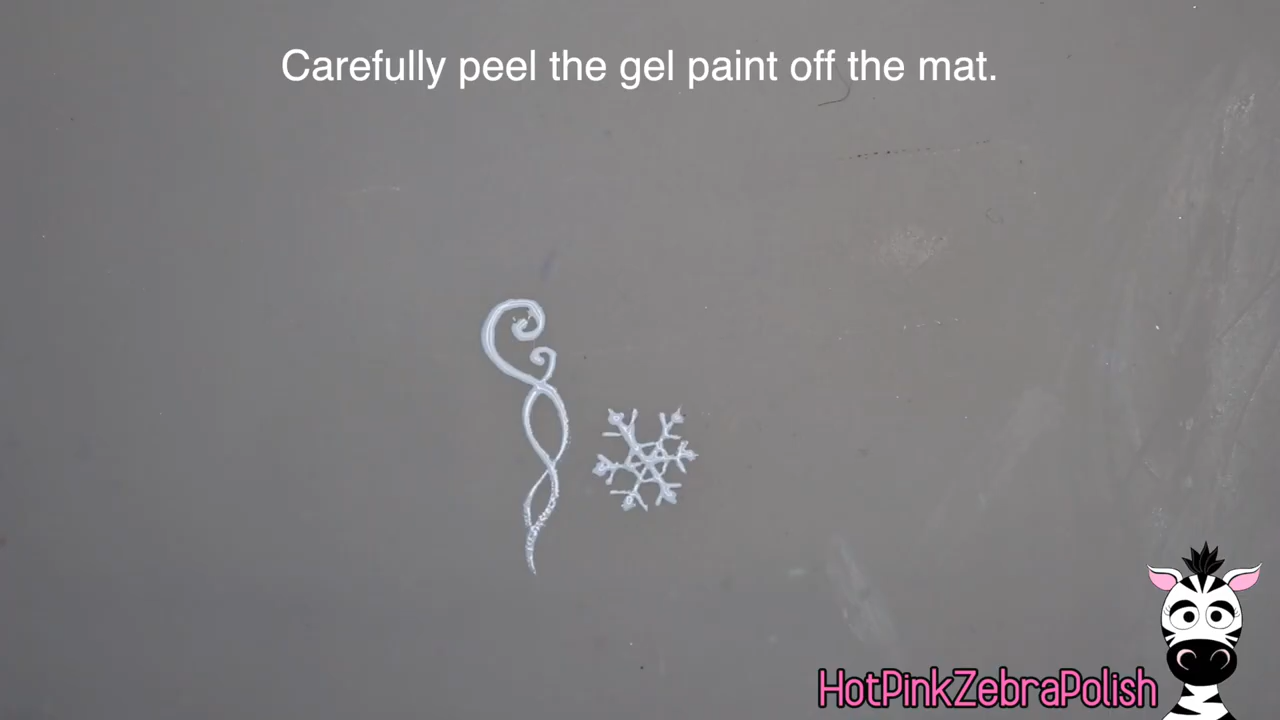 Carefully peel the gel paint off the mat.
HotPinkZebraPolish